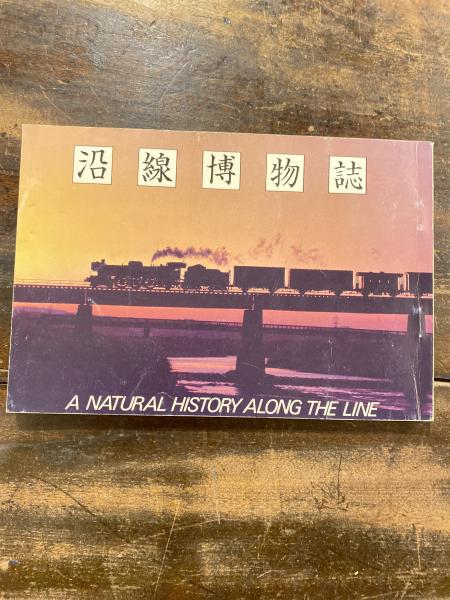 沿線博物誌
A NATURAL HISTORY ALONG THE LINE